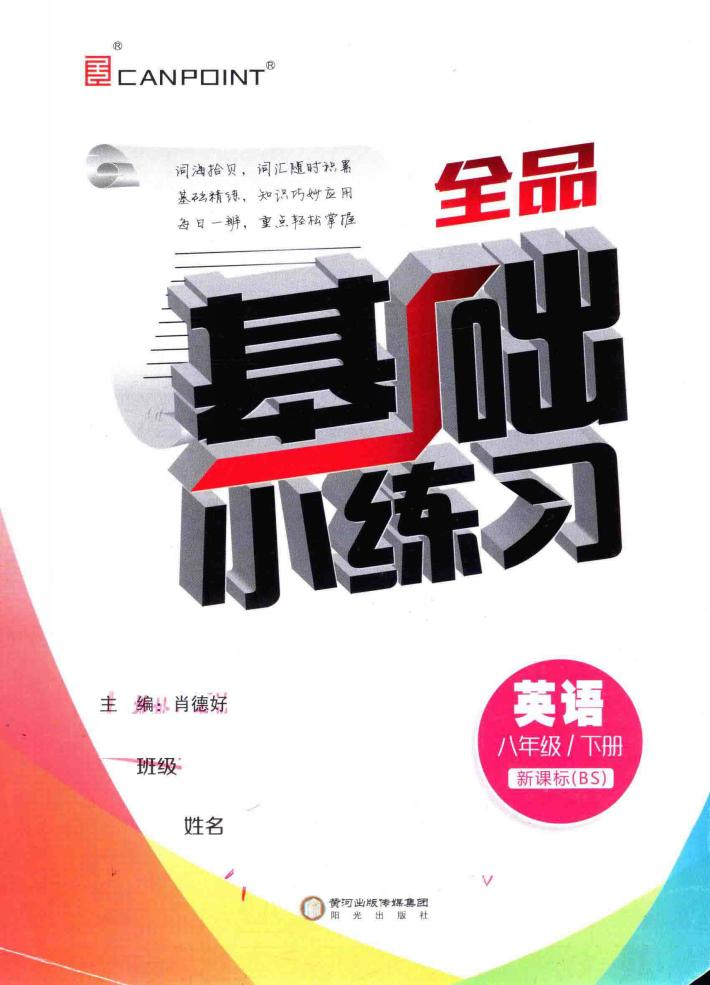 CANPOINT®
词海拾贝，词汇随时积累
基础精练，知识巧妙应用
每日一辨，重点轻松掌握
全品
基础
小练习
主 编：肖德好
班级
姓名
英语
八年级/下册
新课标(BS)
黄河出版传媒集团
阳光出版社